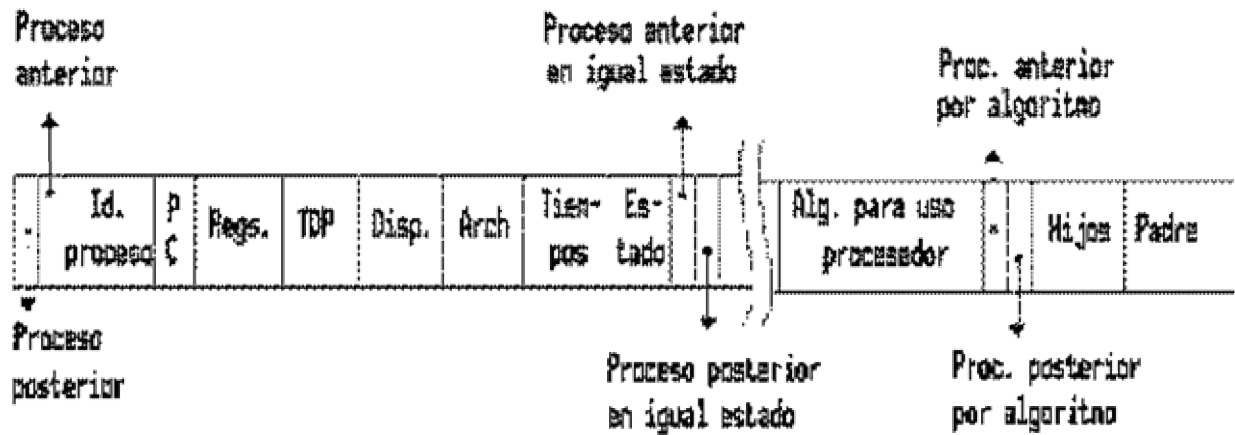 Proceso
anterior
Proceso anterior
en igual estado
Proc. anterior
por algoritmo
Id.
proceso
P
C
Regs.
TDP
Disp.
Arch
Tiem-
pos
Es-
tado
Alg. para uso
procesador
Hijos
Padre
Proceso
posterior
Proceso posterior
en igual estado
Proc. posterior
por algoritmo